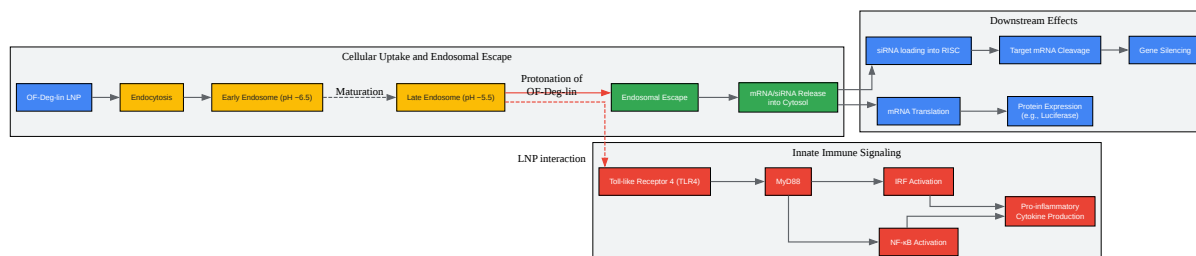 Downstream Effects
siRNA loading into RISC
Target mRNA Cleavage
Gene Silencing
Cellular Uptake and Endosomal Escape
OF-Deg-lin LNP
Endocytosis
Early Endosome (pH ~6.5)
Maturation
Late Endosome (pH ~5.5)
Protonation of
OF-Deg-lin
Endosomal Escape
mRNA/siRNA Release
into Cytosol
mRNA Translation
Protein Expression
(e.g., Luciferase)
LNP interaction
Innate Immune Signaling
Toll-like Receptor 4 (TLR4)
MyD88
IRF Activation
Pro-inflammatory
Cytokine Production
NF-κB Activation